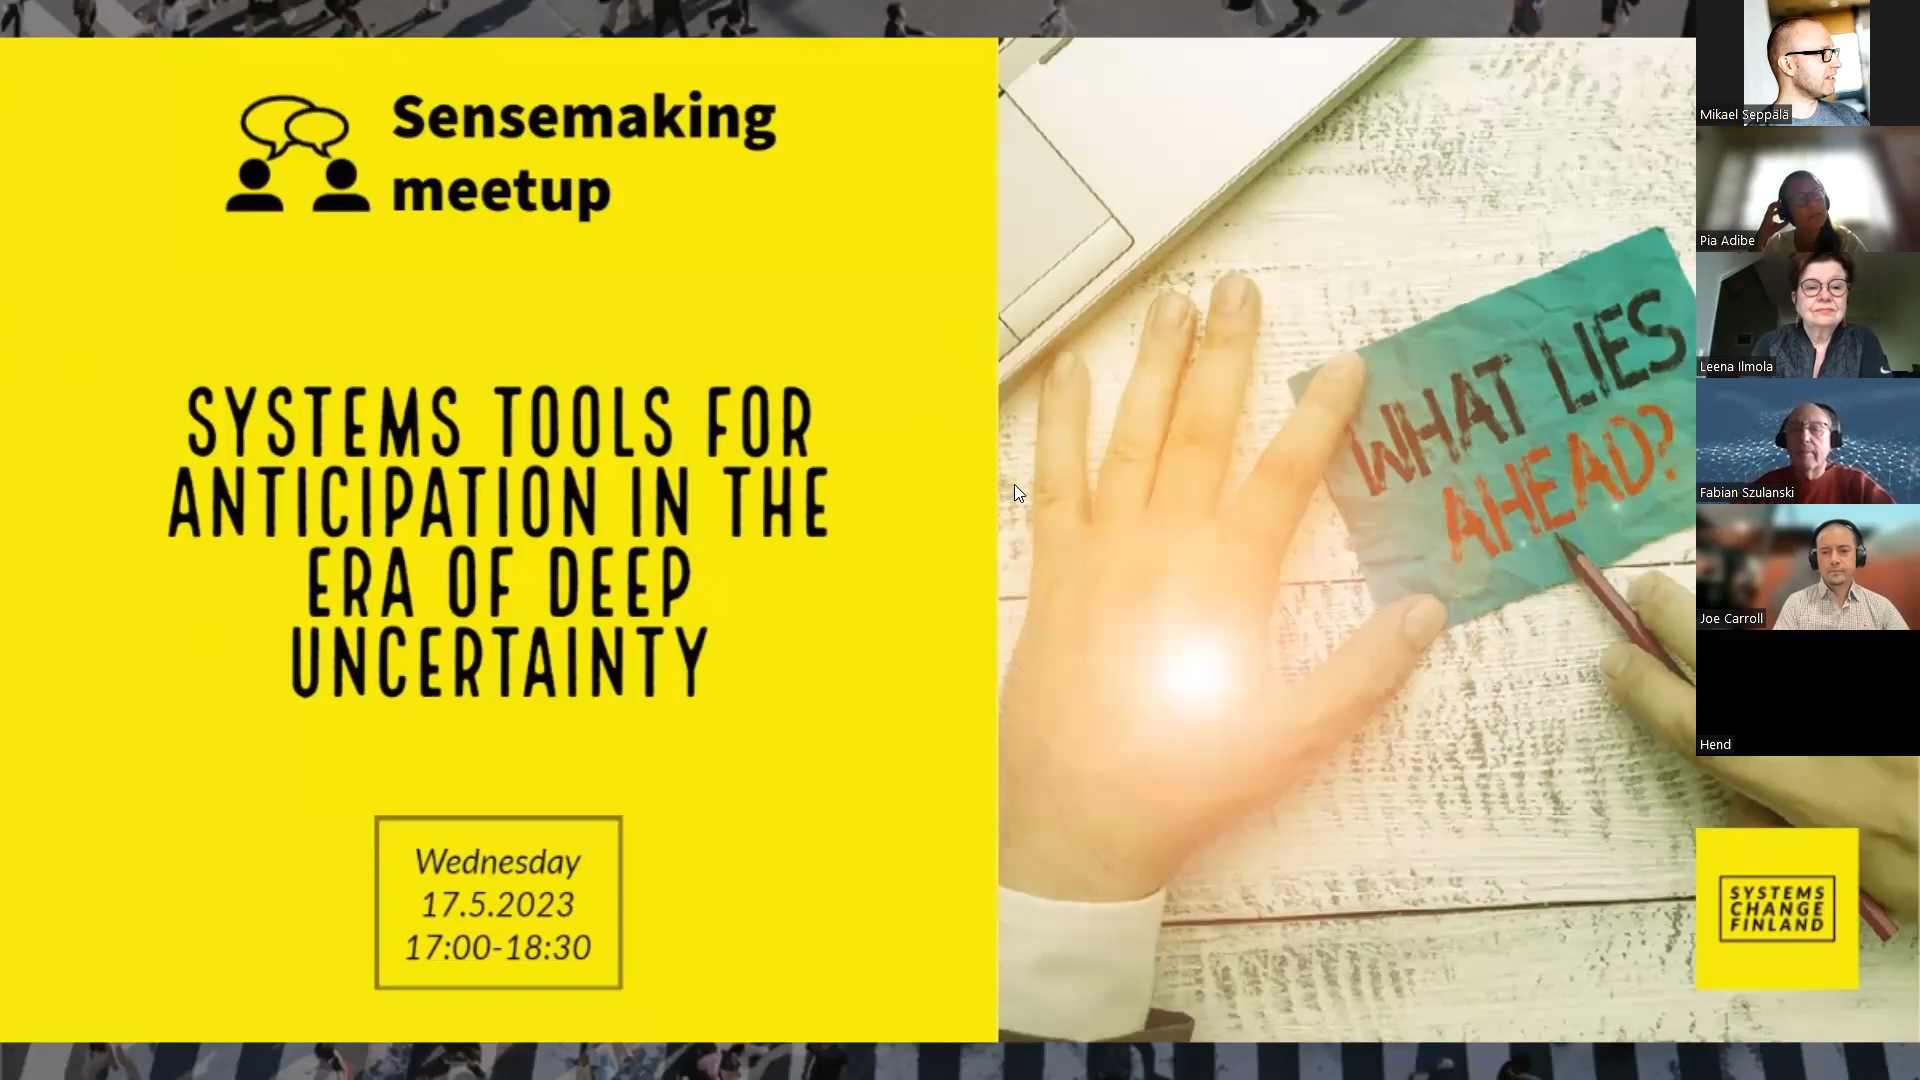 Sensemaking
meetup
SYSTEMS TOOLS FOR
ANTICIPATION IN THE
ERA OF DEEP
UNCERTAINTY
Wednesday
17.5.2023
17:00-18:30
WHAT LIES
AHEAD?
Mikael Seppälä
Pia Adibe
Leena Ilmola
Fabian Szulanski
Joe Carroll
Hend
SYSTEMS
CHANGE
FINLAND